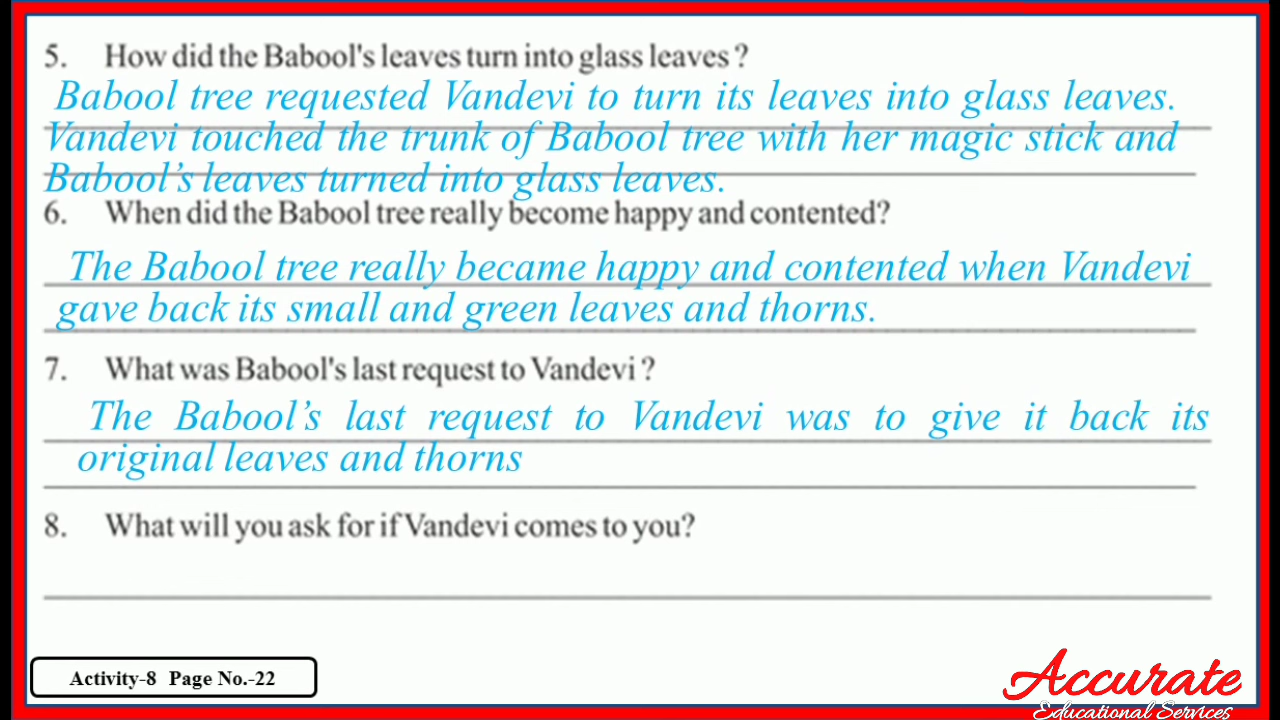 5. How did the Babool's leaves turn into glass leaves ?
Babool tree requested Vandevi to turn its leaves into glass leaves.
Vandevi touched the trunk of Babool tree with her magic stick and
Babool’s leaves turned into glass leaves.
6. When did the Babool tree really become happy and contented?
The Babool tree really became happy and contented when Vandevi
gave back its small and green leaves and thorns.
7. What was Babool's last request to Vandevi ?
The Babool’s last request to Vandevi was to give it back its
original leaves and thorns
8. What will you ask for if Vandevi comes to you?
Activity-8 Page No.-22
Accurate
Educational Services